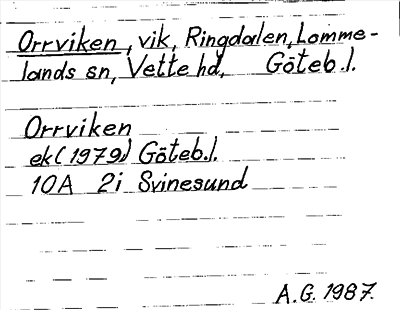 Orrviken, vik, Ringdalen, Lomme-
lands sn, Vette hd, Göteb.l.
Orrviken
ek (1979) Göteb.l.
10A 2i Svinesund
A.G. 1987.